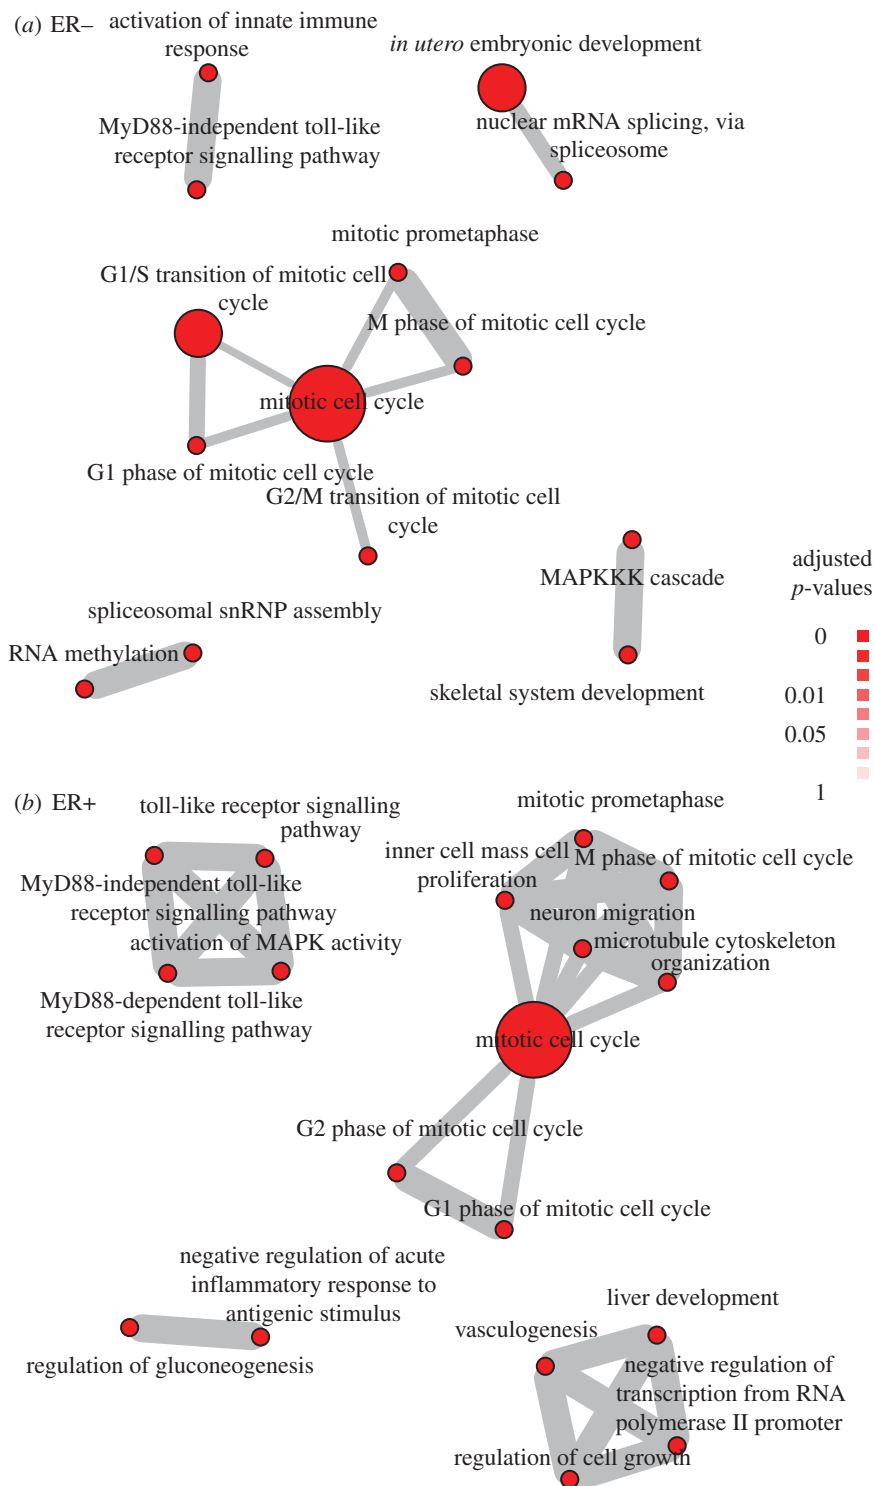 (a) ER–
activation of innate immune
response
in utero embryonic development
MyD88-independent toll-like
receptor signalling pathway
nuclear mRNA splicing, via
spliceosome
mitotic prometaphase
G1/S transition of mitotic cell
cycle
M phase of mitotic cell cycle
mitotic cell cycle
G1 phase of mitotic cell cycle
G2/M transition of mitotic cell
cycle
MAPKKK cascade
spliceosomal snRNP assembly
RNA methylation
skeletal system development
adjusted
p-values
0
0.01
0.05
1
(b) ER+
toll-like receptor signalling
pathway
MyD88-independent toll-like
receptor signalling pathway
activation of MAPK activity
MyD88-dependent toll-like
receptor signalling pathway
mitotic prometaphase
inner cell mass cell
proliferation
M phase of mitotic cell cycle
neuron migration
microtubule cytoskeleton
organization
mitotic cell cycle
G2 phase of mitotic cell cycle
G1 phase of mitotic cell cycle
negative regulation of acute
inflammatory response to
antigenic stimulus
regulation of gluconeogenesis
liver development
vasculogenesis
negative regulation of
transcription from RNA
polymerase II promoter
regulation of cell growth